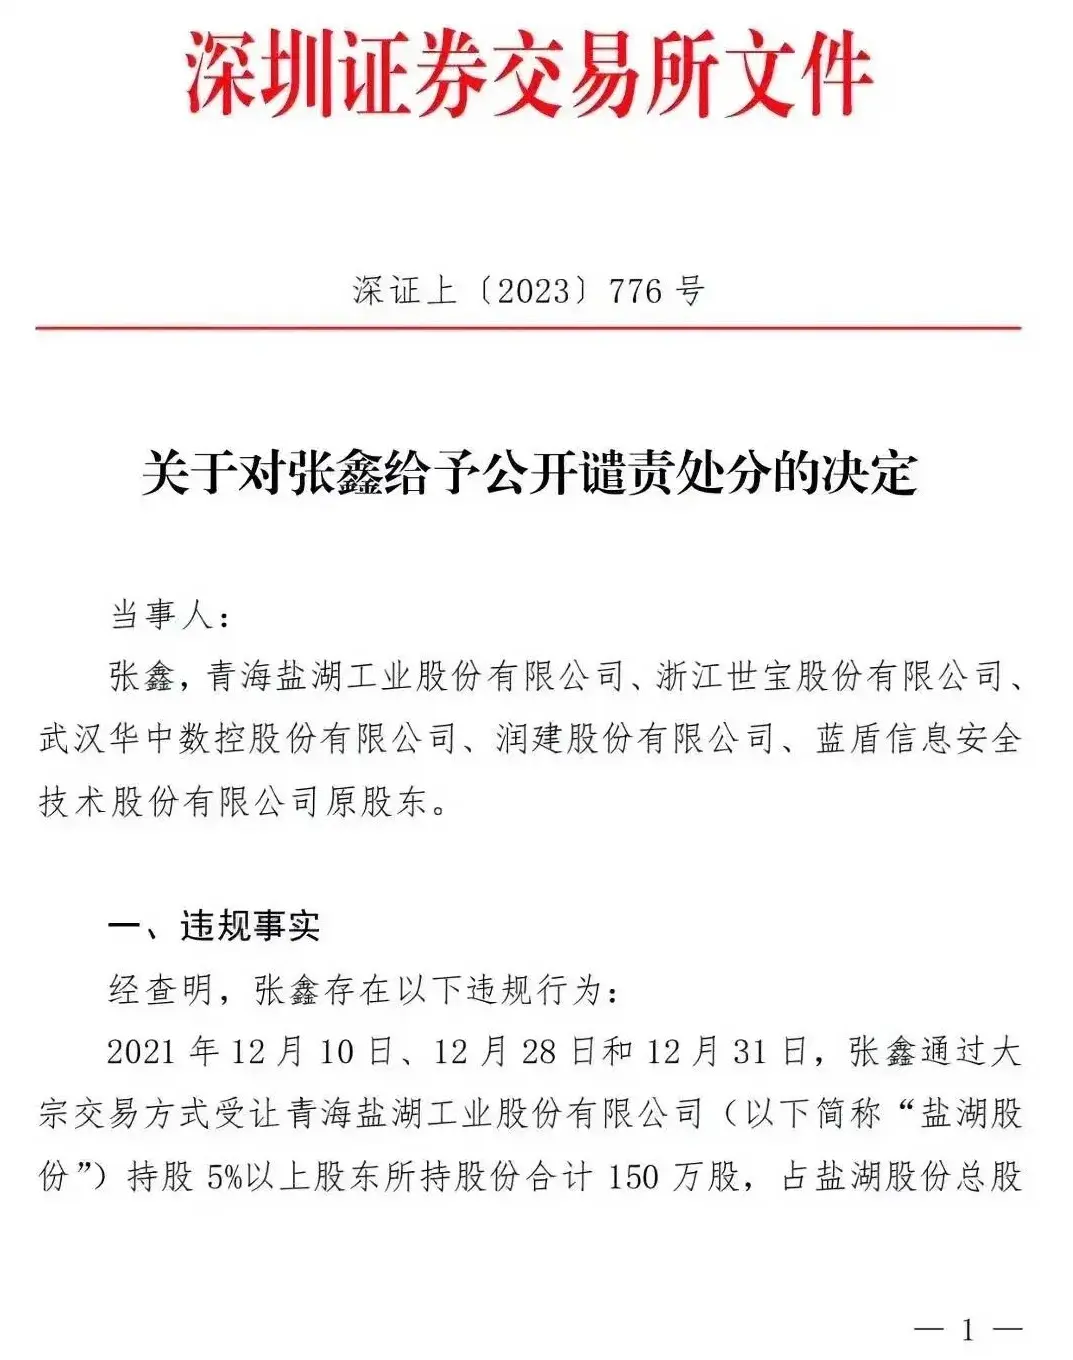 深圳证券交易所文件
深证上〔2023〕776 号
关于对张鑫给予公开谴责处分的决定
当事人：
张鑫，青海盐湖工业股份有限公司、浙江世宝股份有限公司、
武汉华中数控股份有限公司、润建股份有限公司、蓝盾信息安全
技术股份有限公司原股东。
一、违规事实
经查明，张鑫存在以下违规行为：
2021 年 12 月 10 日、12 月 28 日和 12 月 31 日，张鑫通过大
宗交易方式受让青海盐湖工业股份有限公司（以下简称“盐湖股
份”）持股 5%以上股东所持股份合计 150 万股，占盐湖股份总股
— 1 —